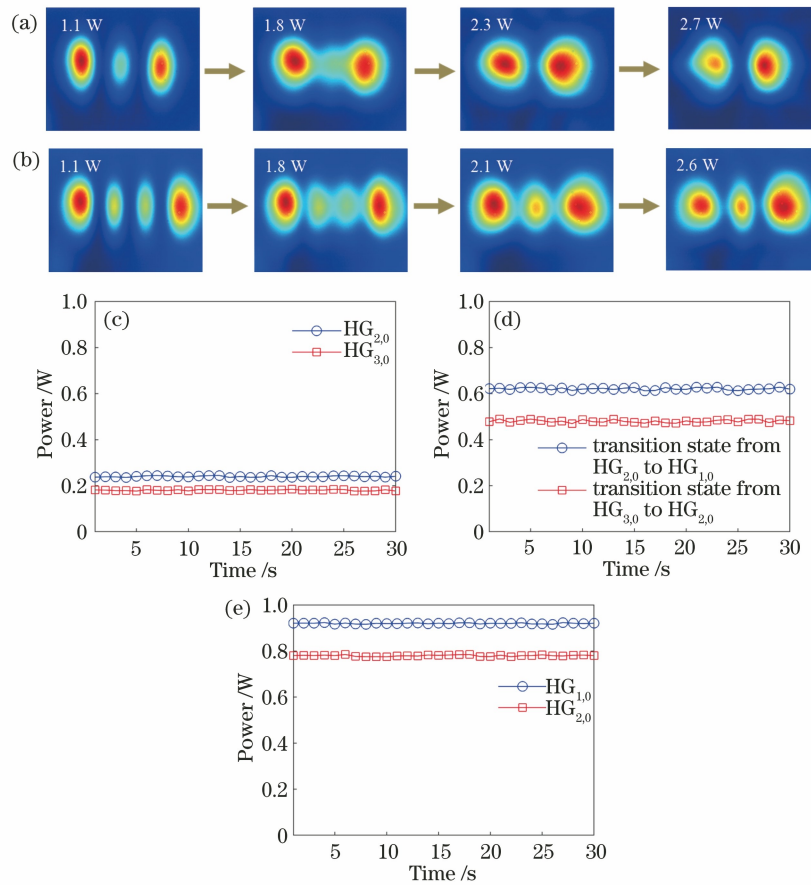 (a)
1.1 W
1.8 W
2.3 W
2.7 W
(b)
1.1 W
1.8 W
2.1 W
2.6 W
(c)
1.0
0.8
0.6
0.4
0.2
0
5
10
15
20
25
30
Power /W
Time /s
HG2,0
HG3,0
(d)
1.0
0.8
0.6
0.4
0.2
0
5
10
15
20
25
30
Power /W
Time /s
transition state from
HG2,0 to HG1,0
transition state from
HG3,0 to HG2,0
(e)
1.0
0.8
0.6
0.4
0.2
0
5
10
15
20
25
30
Power /W
Time /s
HG1,0
HG2,0